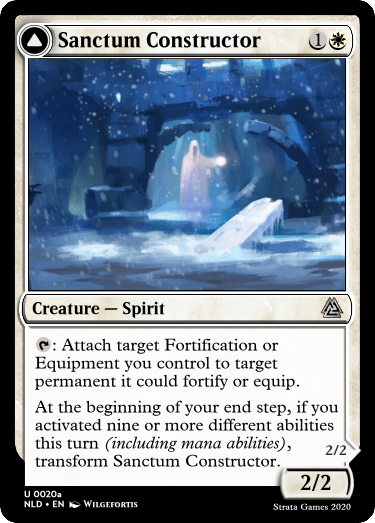 Sanctum Constructor 1
Creature — Spirit
: Attach target Fortification or
Equipment you control to target
permanent it could fortify or equip.
At the beginning of your end step, if you
activated nine or more different abilities
this turn (including mana abilities),
transform Sanctum Constructor.
2/2
2/2
U 0020a
NLD • EN Wilgefortis
Strata Games 2020